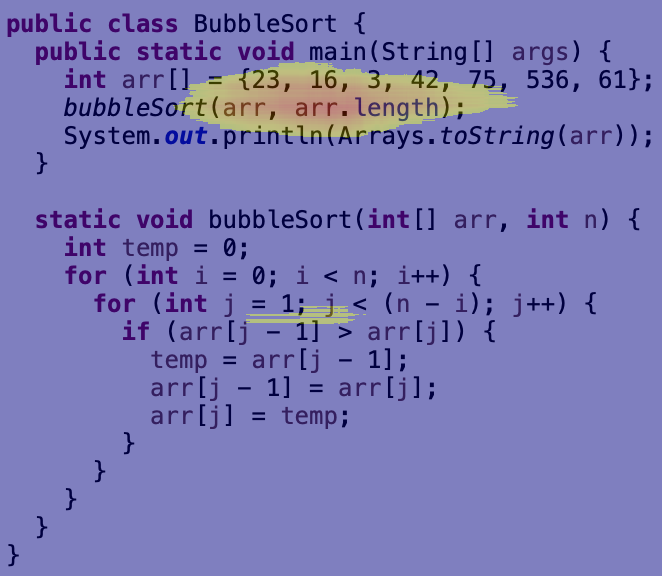 public class BubbleSort {
  public static void main(String[] args) {
    int arr[] = {23, 16, 3, 42, 75, 536, 61};
    bubbleSort(arr, arr.length);
    System.out.println(Arrays.toString(arr));
  }

  static void bubbleSort(int[] arr, int n) {
    int temp = 0;
    for (int i = 0; i < n; i++) {
      for (int j = 1; j < (n - i); j++) {
        if (arr[j - 1] > arr[j]) {
          temp = arr[j - 1];
          arr[j - 1] = arr[j];
          arr[j] = temp;
        }
      }
    }
  }
}